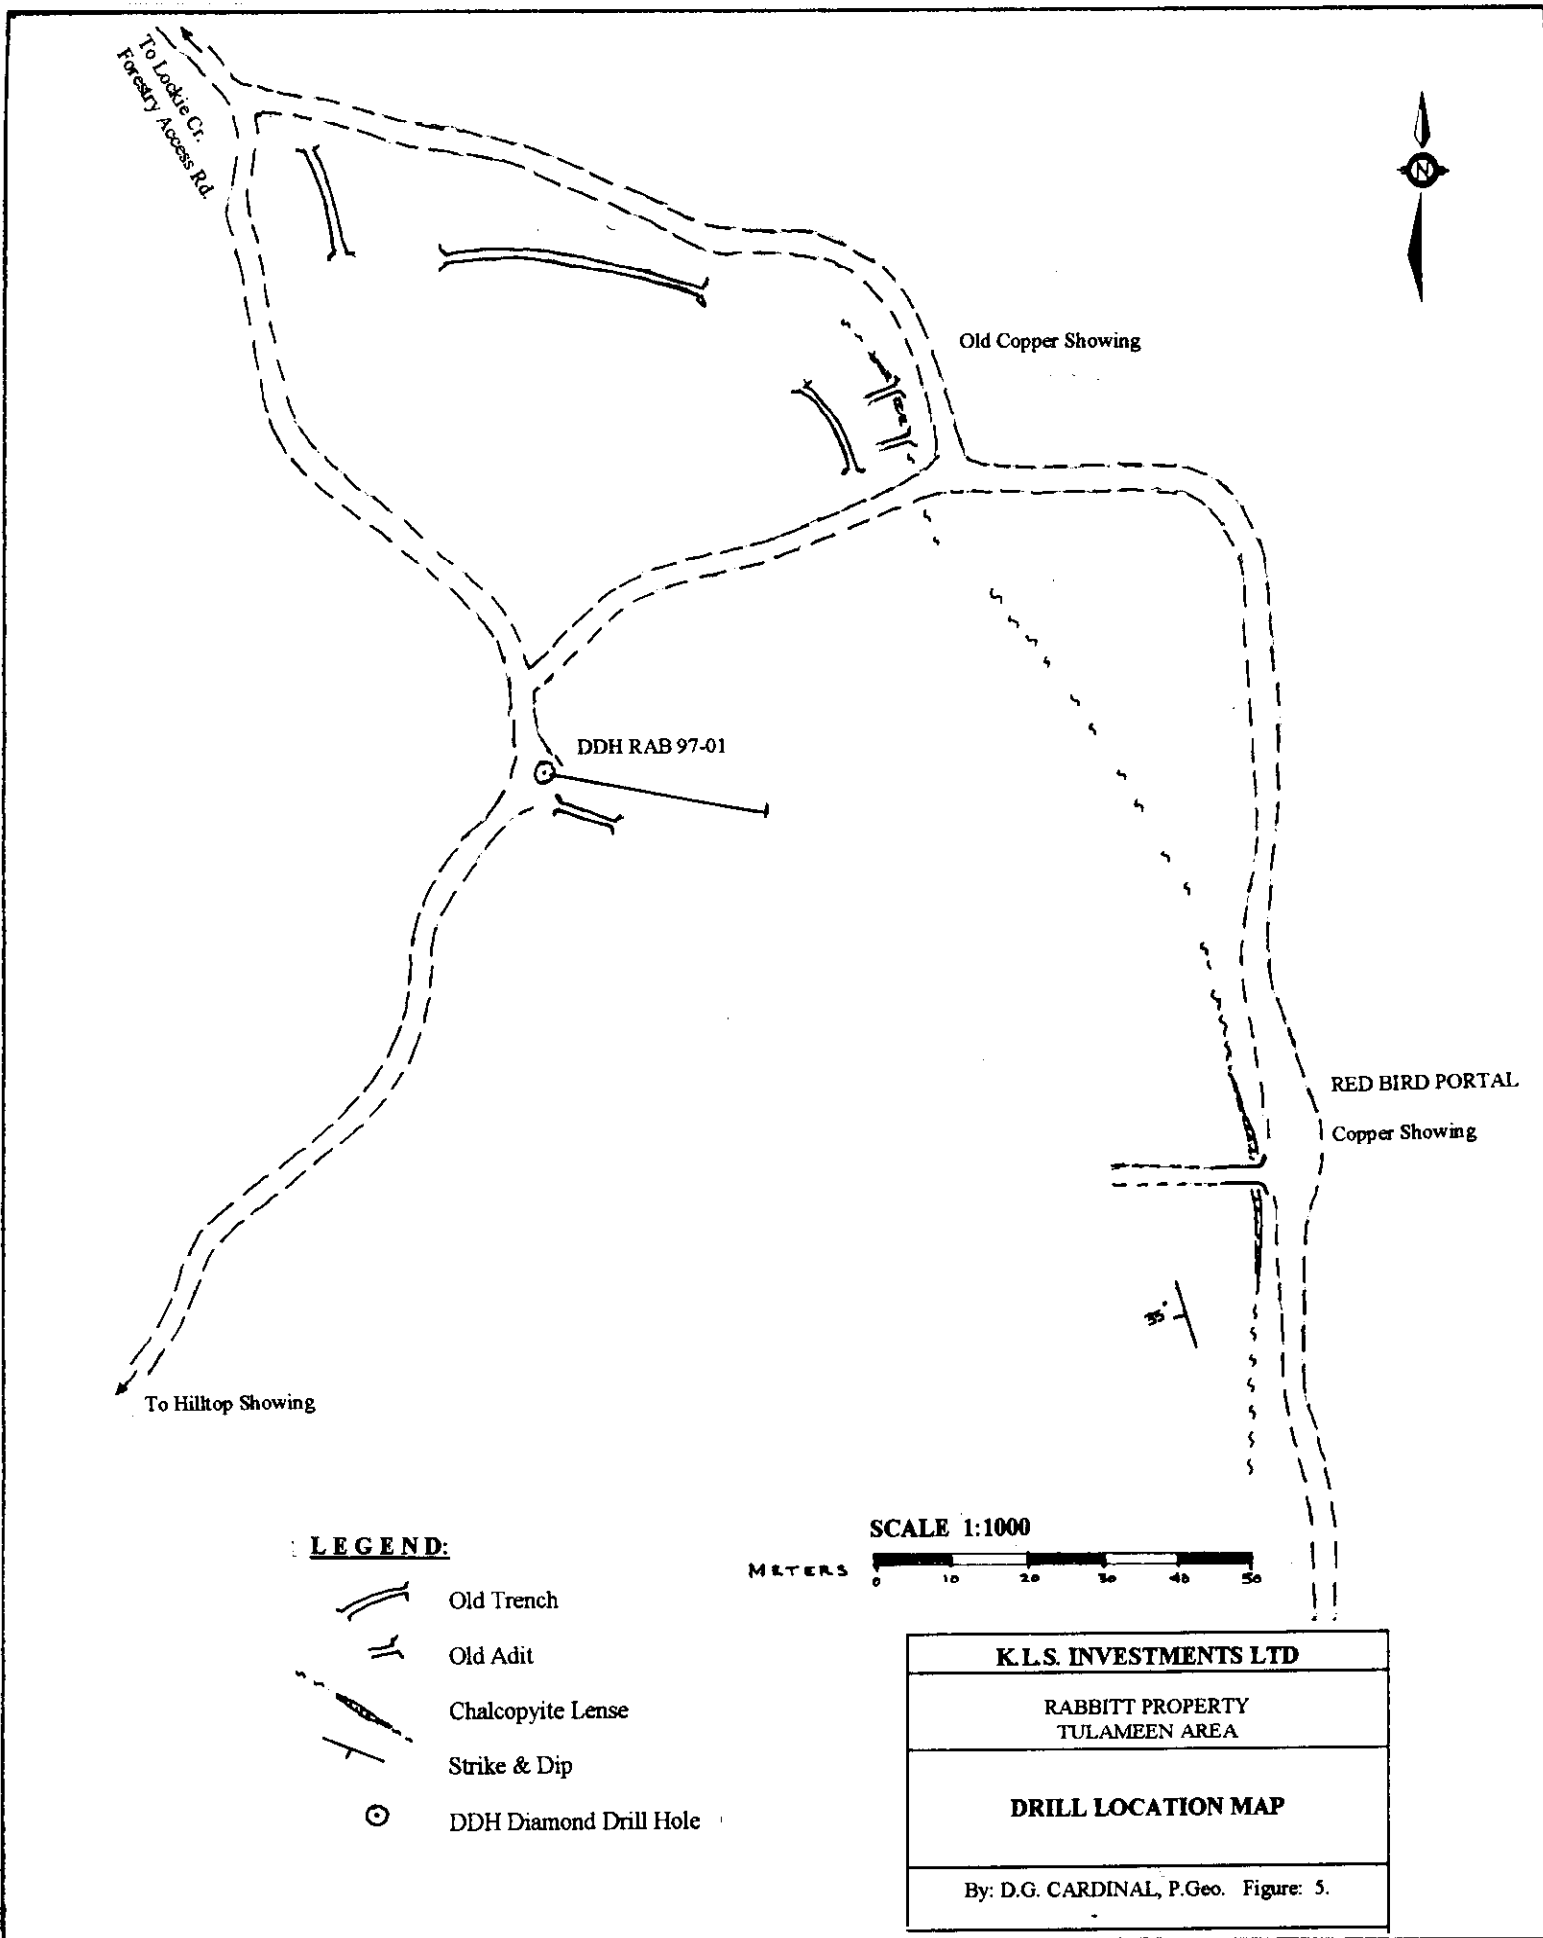 To Lockie Cr.
Forestry Access Rd.
N
Old Copper Showing
DDH RAB 97-01
RED BIRD PORTAL
Copper Showing
35°
To Hilltop Showing
LEGEND:
Old Trench
Old Adit
Chalcopyite Lense
Strike & Dip
DDH Diamond Drill Hole
SCALE 1:1000
METERS 0 10 20 30 40 50
K.L.S. INVESTMENTS LTD
RABBITT PROPERTY
TULAMEEN AREA
DRILL LOCATION MAP
By: D.G. CARDINAL, P.Geo. Figure: 5.